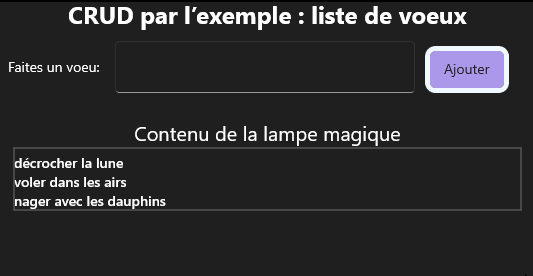 CRUD par l’exemple : liste de voeux
Faites un voeu:
Ajouter
Contenu de la lampe magique
décrocher la lune
voler dans les airs
nager avec les dauphins